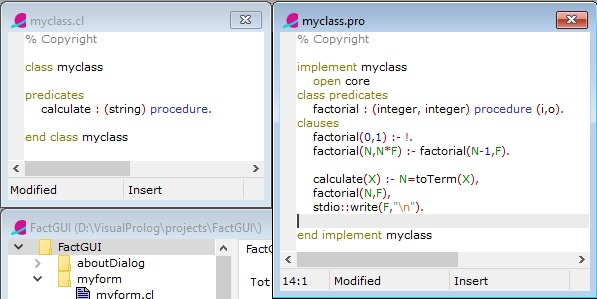 myclass.cl
% Copyright
class myclass
predicates
calculate : (string) procedure.
end class myclass
Modified Insert
FactGUI (D:\VisualProlog\projects\FactGUI\)
FactGUI
aboutDialog
myform
myform.cl
FactG
Tot
myclass.pro
% Copyright
implement myclass
open core
class predicates
factorial : (integer, integer) procedure (i,o).
clauses
factorial(0,1) :- !.
factorial(N,N*F) :- factorial(N-1,F).
calculate(X) :- N=toTerm(X),
factorial(N,F),
stdio::write(F,"\n").
end implement myclass
14:1 Modified Insert